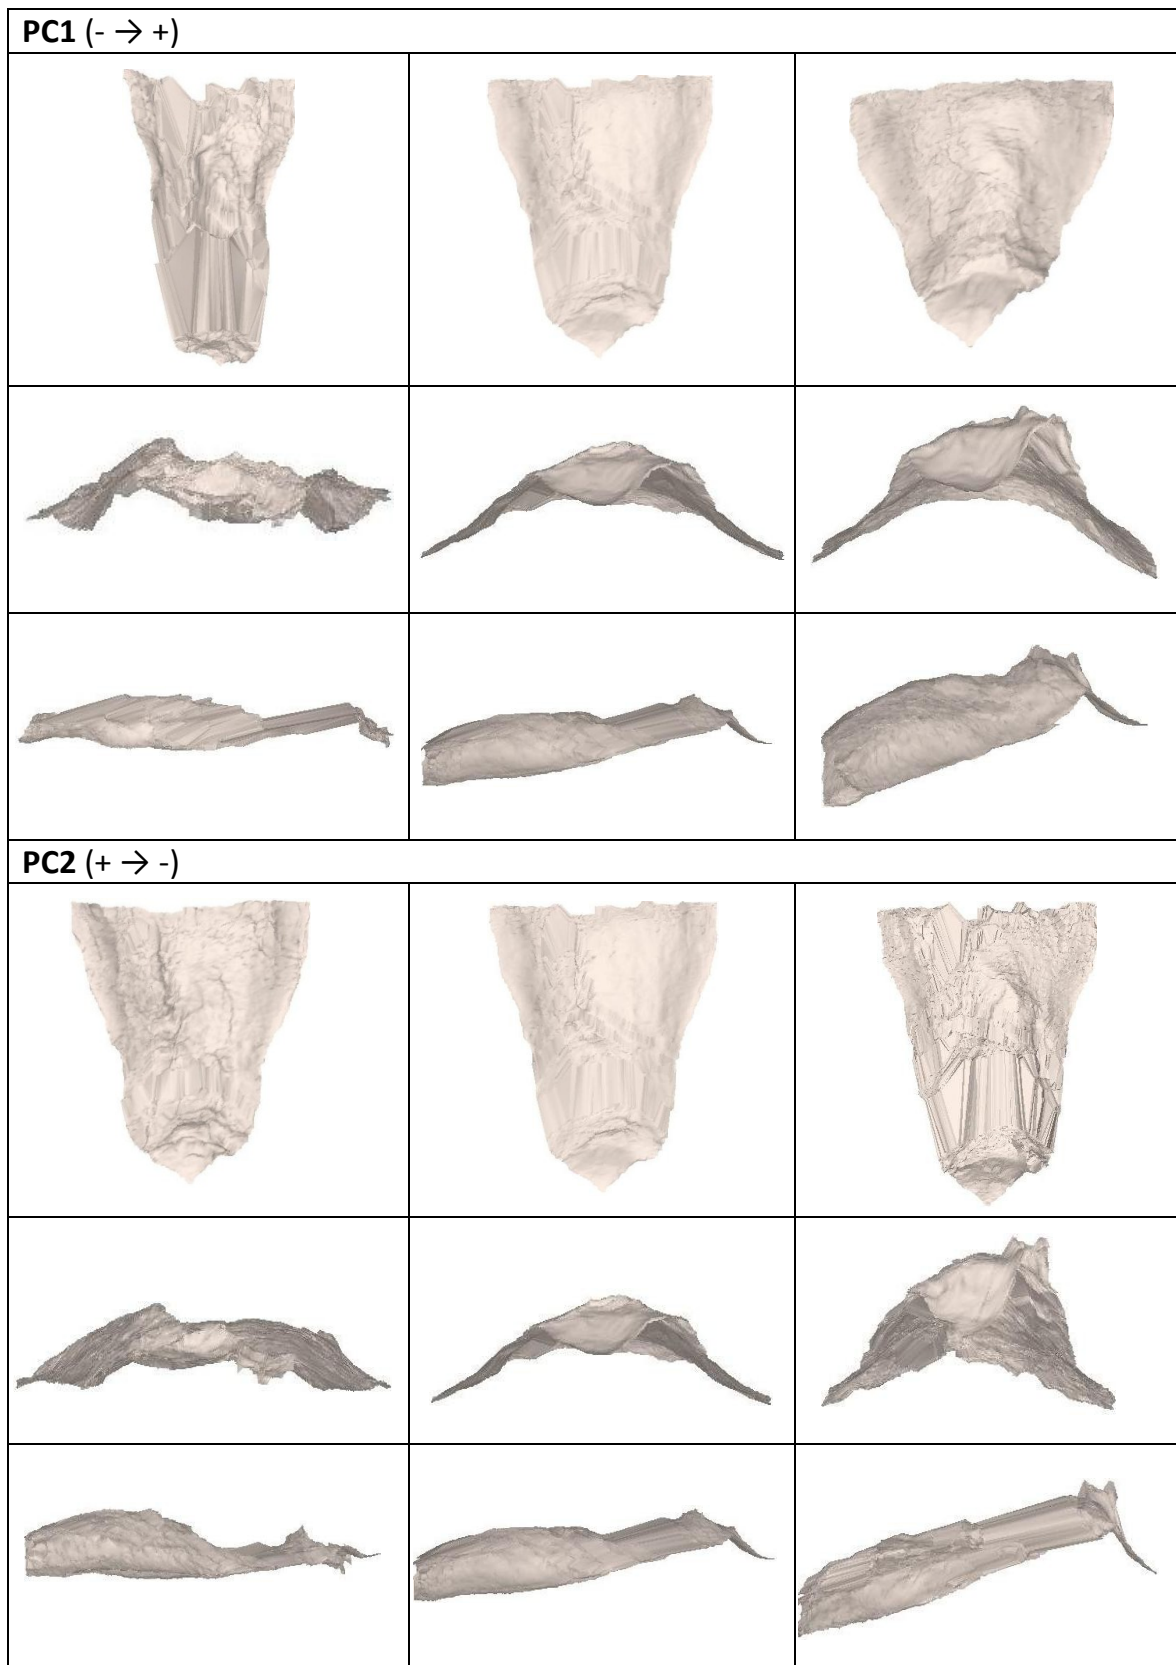 PC1 (- → +)
PC2 (+ → -)